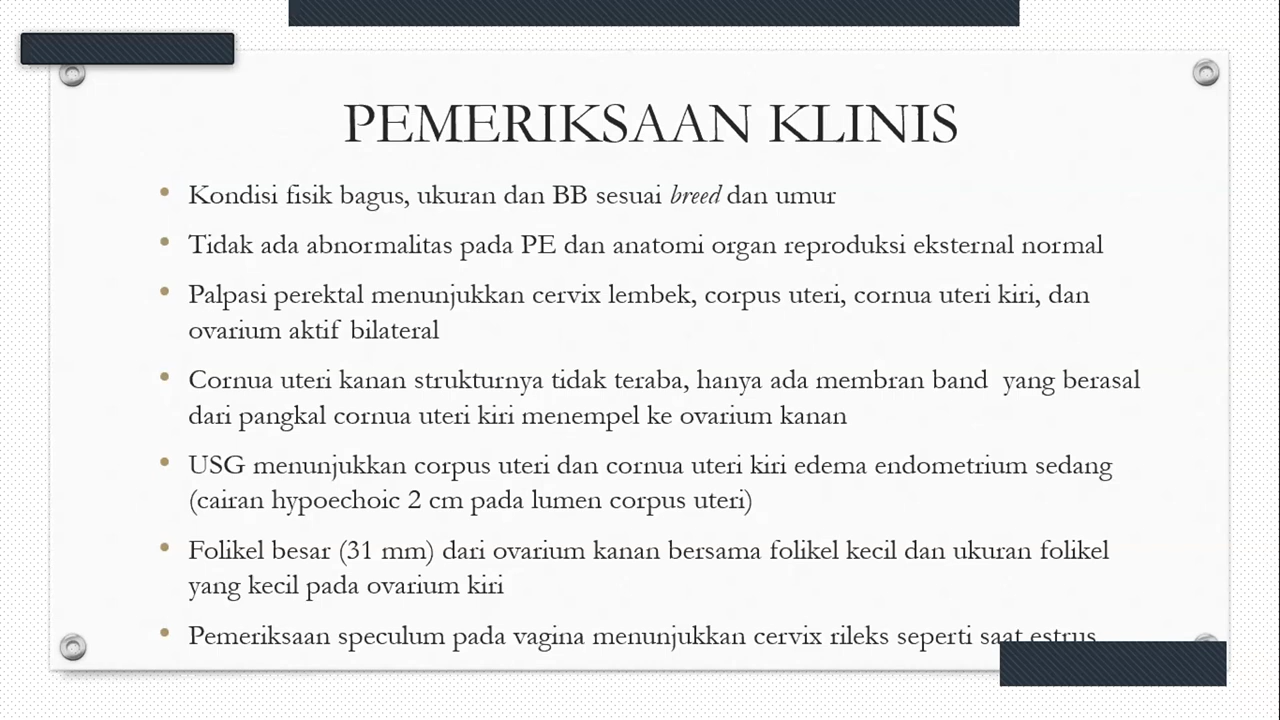 PEMERIKSAAN KLINIS
• Kondisi fisik bagus, ukuran dan BB sesuai breed dan umur
• Tidak ada abnormalitas pada PE dan anatomi organ reproduksi eksternal normal
• Palpasi perektal menunjukkan cervix lembek, corpus uteri, cornua uteri kiri, dan
ovarium aktif bilateral
• Cornua uteri kanan strukturnya tidak teraba, hanya ada membran band yang berasal
dari pangkal cornua uteri kiri menempel ke ovarium kanan
• USG menunjukkan corpus uteri dan cornua uteri kiri edema endometrium sedang
(cairan hypoechoic 2 cm pada lumen corpus uteri)
• Folikel besar (31 mm) dari ovarium kanan bersama folikel kecil dan ukuran folikel
yang kecil pada ovarium kiri
• Pemeriksaan speculum pada vagina menunjukkan cervix rileks seperti saat estrus